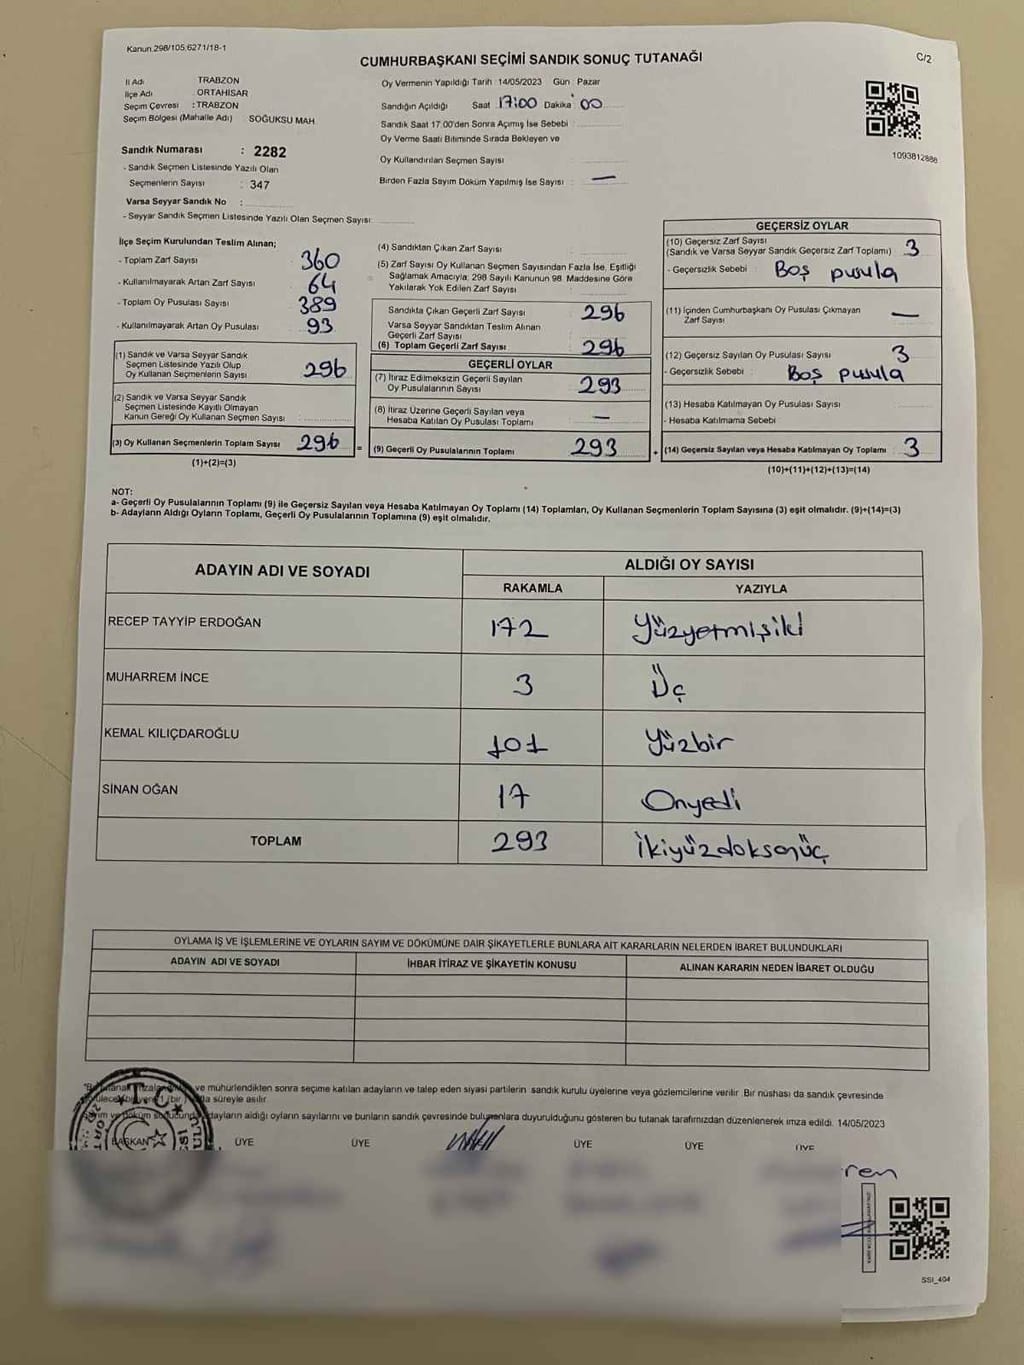 Kanun.298/105,6271/18-1
CUMHURBAŞKANI SEÇİMİ SANDIK SONUÇ TUTANAĞI
C/2
İl Adı TRABZON
İlçe Adı . ORTAHİSAR
Seçim Çevresi : TRABZON
Seçim Bölgesi (Mahalle Adı) SOĞUKSU MAH.
Oy Vermenin Yapıldığı Tarih :14/05/2023 Gün : Pazar
Sandığın Açıldığı Saat 17:00 Dakika 00
Sandık Saat 17.00'den Sonra Açımış İse Sebebi :
Oy Verme Saati Bitiminde Sırada Bekleyen ve
Oy Kullandırılan Seçmen Sayısı
Birden Fazla Sayım Döküm Yapılmış İse Sayısı : —
1093812888
Sandık Numarası : 2282
- Sandık Seçmen Listesinde Yazılı Olan
Seçmenlerin Sayısı : 347
Varsa Seyyar Sandık No :
- Seyyar Sandık Seçmen Listesinde Yazılı Olan Seçmen Sayısı:
İlçe Seçim Kurulundan Teslim Alınan;
- Toplam Zarf Sayısı 360
- Kullanılmayarak Artan Zarf Sayısı 64
- Toplam Oy Pusulası Sayısı 389
- Kullanılmayarak Artan Oy Pusulası 93
(1) Sandık ve Varsa Seyyar Sandık
Seçmen Listesinde Yazılı Olup
Oy Kullanan Seçmenlerin Sayısı 296
(2) Sandık ve Varsa Seyyar Sandık
Seçmen Listesinde Kayıtlı Olmayan
Kanun Gereği Oy Kullanan Seçmen Sayısı :
(3) Oy Kullanan Seçmenlerin Toplam Sayısı 296 =
(1)+(2)=(3)
(4) Sandıktan Çıkan Zarf Sayısı
(5) Zarf Sayısı Oy Kullanan Seçmen Sayısından Fazla İse, Eşitliği
Sağlamak Amacıyla, 298 Sayılı Kanunun 98. Maddesine Göre
Yakılarak Yok Edilen Zarf Sayısı
Sandıkta Çıkan Geçerli Zarf Sayısı 296
Varsa Seyyar Sandıktan Teslim Alınan
Geçerli Zarf Sayısı
(6) Toplam Geçerli Zarf Sayısı 296
GEÇERLİ OYLAR
(7) İtiraz Edilmeksizin Geçerli Sayılan
Oy Pusulalarının Sayısı 293
(8) İtiraz Üzerine Geçerli Sayılan veya
Hesaba Katılan Oy Pusulası Toplamı —
(9) Geçerli Oy Pusulalarının Toplamı 293 +
GEÇERSİZ OYLAR
(10) Geçersiz Zarf Sayısı
(Sandık ve Varsa Seyyar Sandık Geçersiz Zarf Toplamı) 3
- Geçersizlik Sebebi : Boş pusula
(11) İçinden Cumhurbaşkanı Oy Pusulası Çıkmayan
Zarf Sayısı —
(12) Geçersiz Sayılan Oy Pusulası Sayısı 3
- Geçersizlik Sebebi : Boş pusula
(13) Hesaba Katılmayan Oy Pusulası Sayısı
- Hesaba Katılmama Sebebi
(14) Geçersiz Sayılan veya Hesaba Katılmayan Oy Toplamı 3
(10)+(11)+(12)+(13)=(14)
NOT:
a- Geçerli Oy Pusulalarının Toplamı (9) ile Geçersiz Sayılan veya Hesaba Katılmayan Oy Toplamı (14) Toplamları, Oy Kullanan Seçmenlerin Toplam Sayısına (3) eşit olmalıdır. (9)+(14)=(3)
b- Adayların Aldığı Oyların Toplamı, Geçerli Oy Pusulalarının Toplamına (9) eşit olmalıdır.
ADAYIN ADI VE SOYADI
ALDIĞI OY SAYISI
RAKAMLA YAZIYLA
RECEP TAYYİP ERDOĞAN 172 Yüzyetmişiki
MUHARREM İNCE 3 Üç
KEMAL KILIÇDAROĞLU 101 Yüzbir
SİNAN OĞAN 17 Onyedi
TOPLAM 293 İkiyüzdoksanüç
OYLAMA İŞ VE İŞLEMLERİNE VE OYLARIN SAYIM VE DÖKÜMÜNE DAİR ŞİKAYETLERLE BUNLARA AİT KARARLARIN NELERDEN İBARET BULUNDUKLARI
ADAYIN ADI VE SOYADI İHBAR İTİRAZ VE ŞİKAYETİN KONUSU ALINAN KARARIN NEDEN İBARET OLDUĞU
ve mühürlendikten sonra seçime katılan adayların ve talep eden siyasi partilerin sandık kurulu üyelerine veya gözlemcilerine verilir. Bir nüshası da sandık çevresinde
süreyle asılır.
adayların aldığı oyların sayılarını ve bunların sandık çevresinde bulunanlara duyurulduğunu gösteren bu tutanak tarafımızdan düzenlenerek imza edildi. 14/05/2023
T.C.
BAŞKAN ÜYE ÜYE ÜYE ÜYE ÜYE
ren
SSI_404